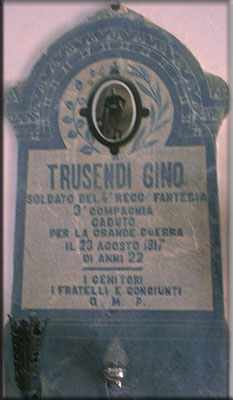 TRUSENDI GINO
SOLDATO DEL 4° REGG FANTERIA
3ª COMPAGNIA
CADUTO
PER LA GRANDE GUERRA
IL 23 AGOSTO 1917
DI ANNI 22
I GENITORI
I FRATELLI E CONGIUNTI
Q. M. P.